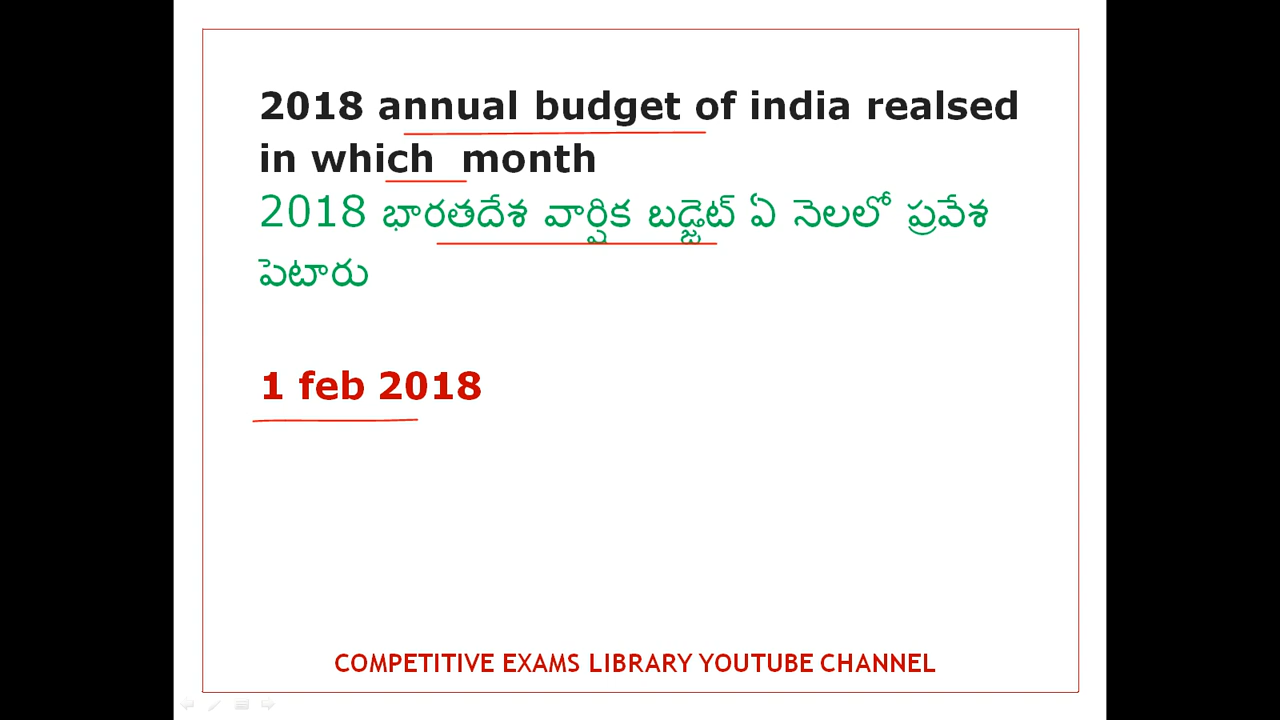 2018 annual budget of india realsed
in which month
2018 భారతదేశ వార్షిక బడ్జెట్ ఏ నెలలో ప్రవేశ
పెటారు
1 feb 2018
COMPETITIVE EXAMS LIBRARY YOUTUBE CHANNEL